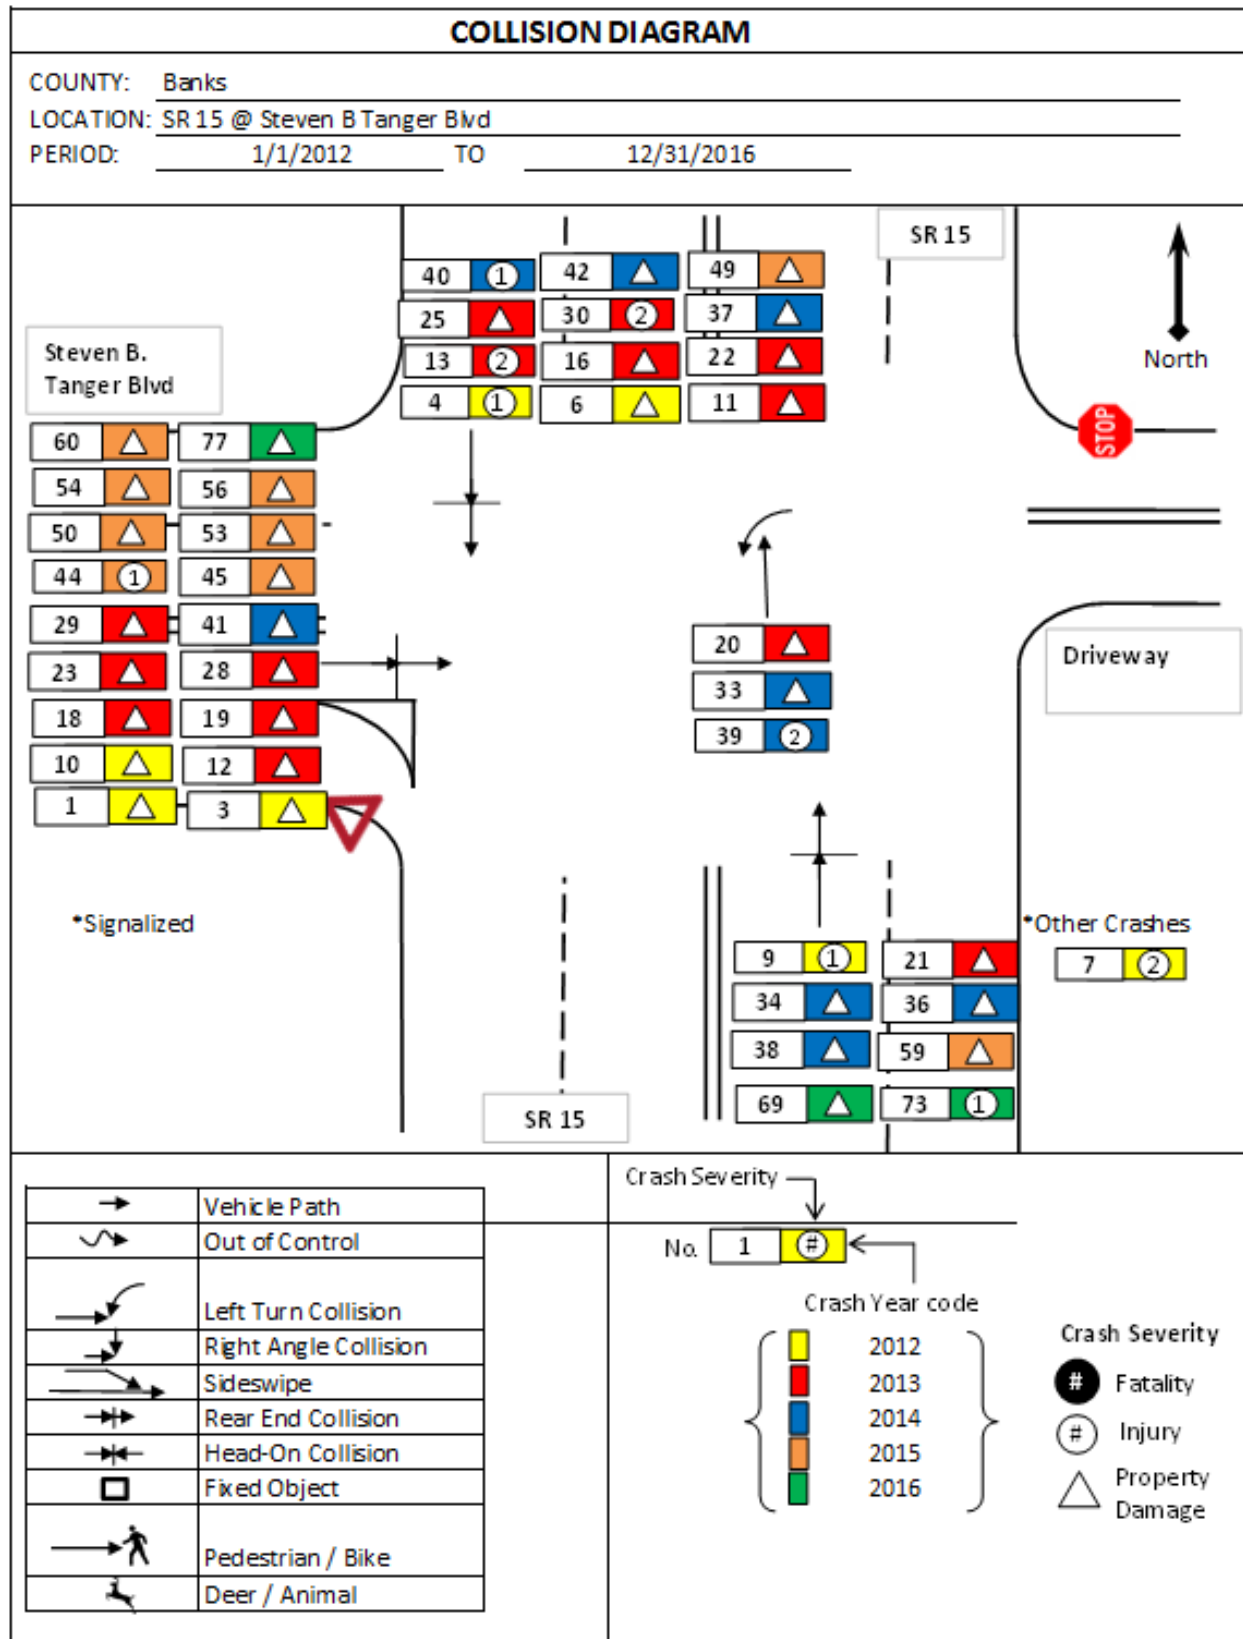 COLLISION DIAGRAM
COUNTY: Banks
LOCATION: SR 15 @ Steven B Tanger Blvd
PERIOD: 1/1/2012 TO 12/31/2016
SR 15
North
Steven B.
Tanger Blvd
40 1 42 49
25 30 2 37
13 2 16 22
4 1 6 11
STOP
60 77
54 56
50 53
44 1 45
29 41
23 28
18 19
10 12
1 3
20
33
39 2
Driveway
*Signalized
*Other Crashes
7 2
9 1 21
34 36
38 59
69 73 1
SR 15
Vehicle Path
Out of Control
Left Turn Collision
Right Angle Collision
Sideswipe
Rear End Collision
Head-On Collision
Fixed Object
Pedestrian / Bike
Deer / Animal
Crash Severity
No. 1 #
Crash Year code
2012
2013
2014
2015
2016
Crash Severity
# Fatality
# Injury
Property
Damage